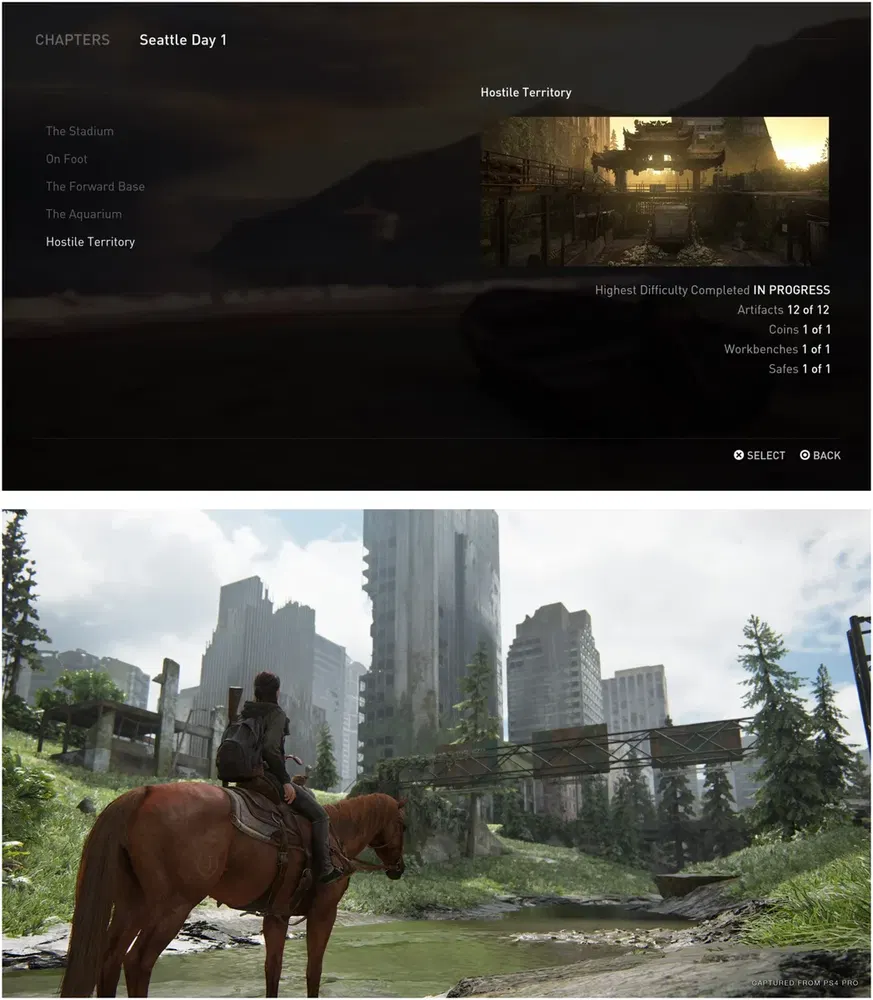 CHAPTERS Seattle Day 1
Hostile Territory
The Stadium
On Foot
The Forward Base
The Aquarium
Hostile Territory
Highest Difficulty Completed IN PROGRESS
Artifacts 12 of 12
Coins 1 of 1
Workbenches 1 of 1
Safes 1 of 1
SELECT BACK
CAPTURED FROM PS4 PRO